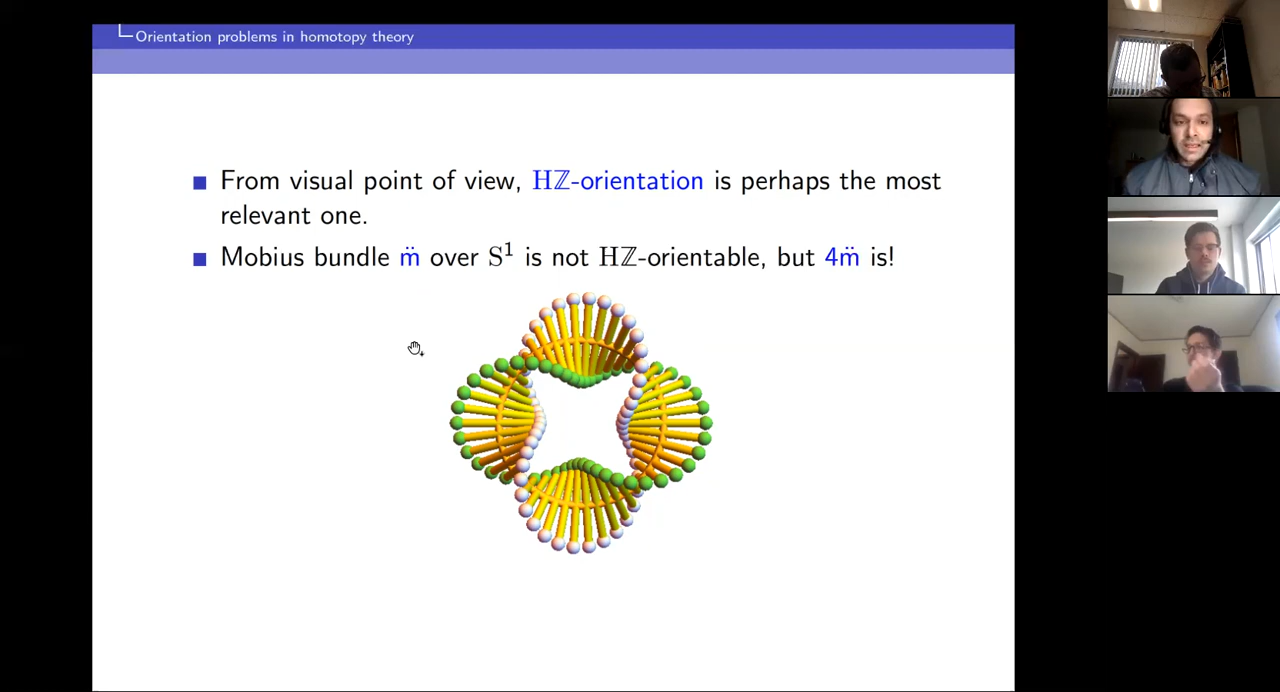 Orientation problems in homotopy theory
From visual point of view, Hℤ-orientation is perhaps the most
relevant one.
Mobius bundle m̈ over S¹ is not Hℤ-orientable, but 4m̈ is!